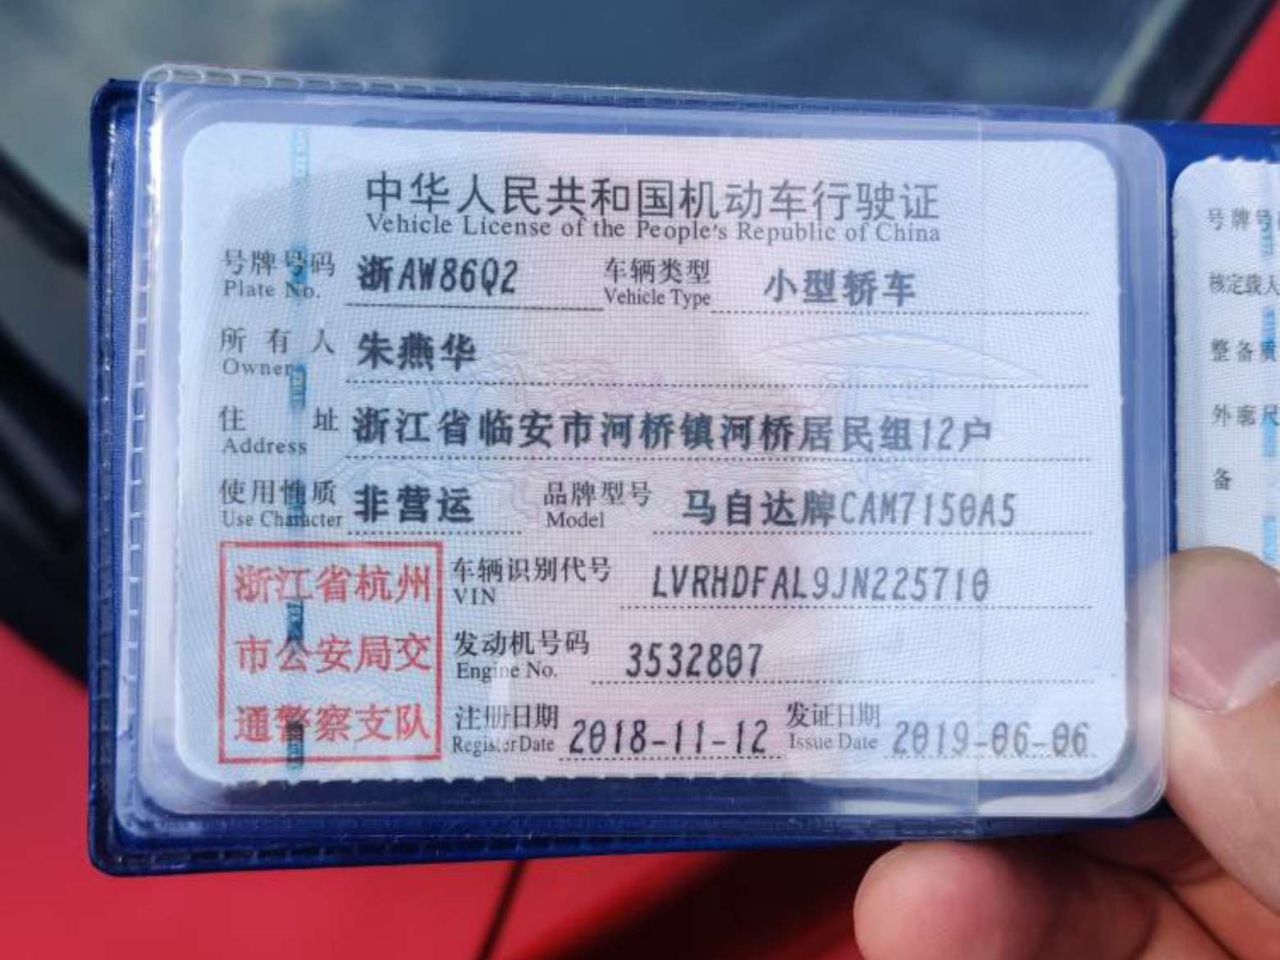 中华人民共和国机动车行驶证
Vehicle License of the People's Republic of China
号牌号码 浙AW86Q2 车辆类型 小型轿车
Plate No. Vehicle Type
所有人 朱燕华
Owner
住址 浙江省临安市河桥镇河桥居民组12户
Address
使用性质 非营运 品牌型号 马自达牌CAM7150A5
Use Character Model
浙江省杭州
市公安局交
通警察支队
车辆识别代号 LVRHDFAL9JN225710
VIN
发动机号码 3532807
Engine No.
注册日期 2018-11-12 发证日期 2019-06-06
Register Date Issue Date
号牌号
核定载人
整备质
外廓尺
备